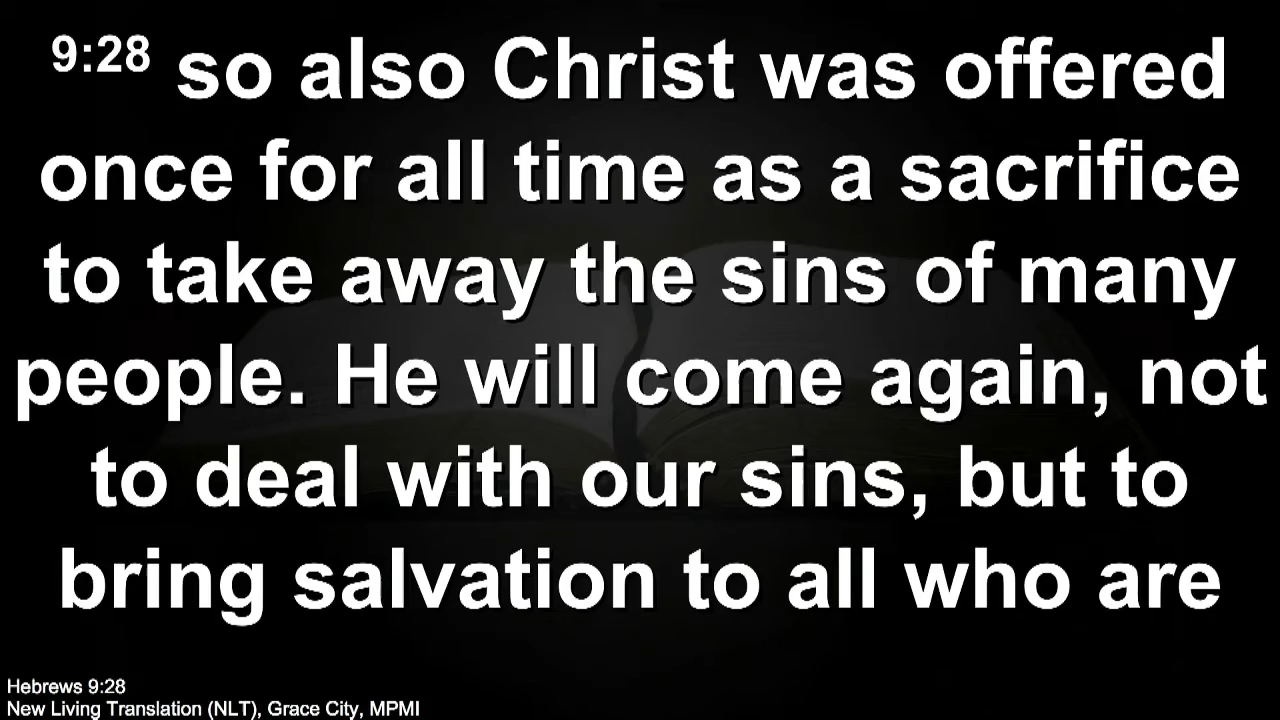 9:28 so also Christ was offered
once for all time as a sacrifice
to take away the sins of many
people. He will come again, not
to deal with our sins, but to
bring salvation to all who are
Hebrews 9:28
New Living Translation (NLT), Grace City, MPMI